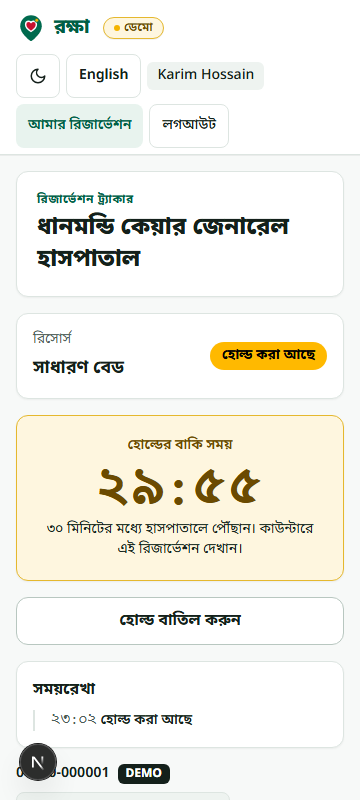 রক্ষা
ডেমো
English
Karim Hossain
আমার রিজার্ভেশন
লগআউট
রিজার্ভেশন ট্র্যাকার
ধানমন্ডি কেয়ার জেনারেল
হাসপাতাল
রিসোর্স
সাধারণ বেড
হোল্ড করা আছে
হোল্ডের বাকি সময়
২৯:৫৫
৩০ মিনিটের মধ্যে হাসপাতালে পৌঁছান। কাউন্টারে
এই রিজার্ভেশন দেখান।
হোল্ড বাতিল করুন
সময়রেখা
২৩:০২ হোল্ড করা আছে
N
-000001
DEMO